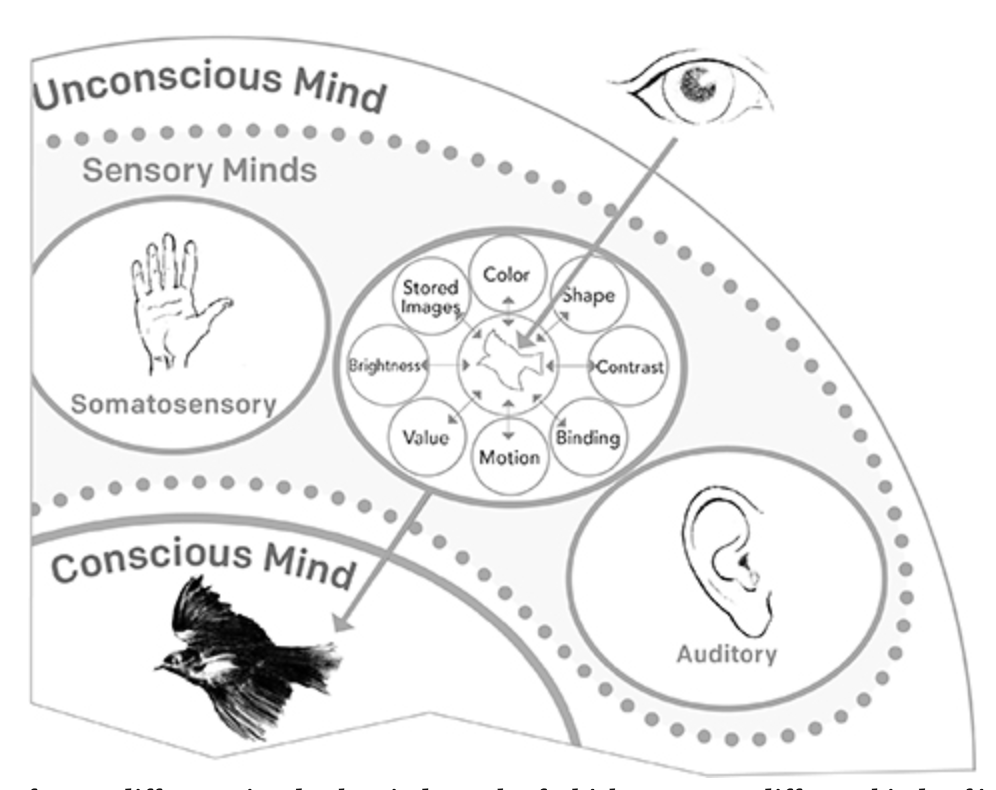 Unconscious Mind
Sensory Minds
Somatosensory
Stored
Images
Color
Shape
Brightness
Contrast
Value
Motion
Binding
Auditory
Conscious Mind